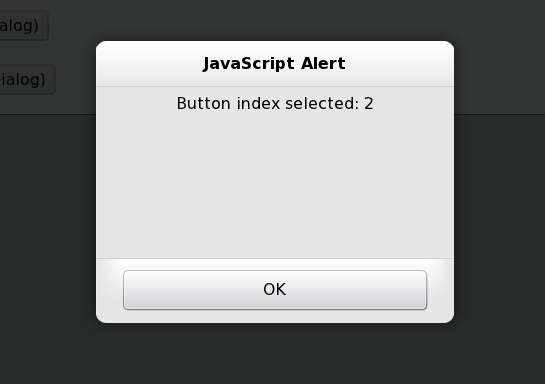 alog)
ialog)
JavaScript Alert
Button index selected: 2
OK